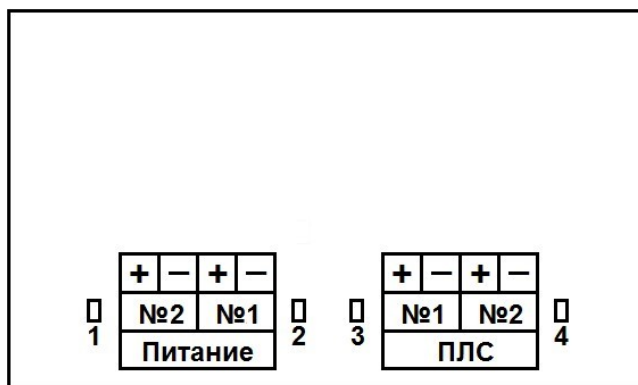 + − + −
+ − + −
№2 №1
№1 №2
1
2
3
4
Питание
ПЛС